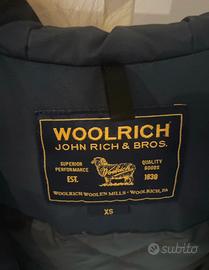 WOOLRICH
JOHN RICH & BROS.
SUPERIOR PERFORMANCE
QUALITY GOODS
EST.
Woolrich
1830
WOOLRICH WOOLEN MILLS - WOOLRICH, PA
XS
subito